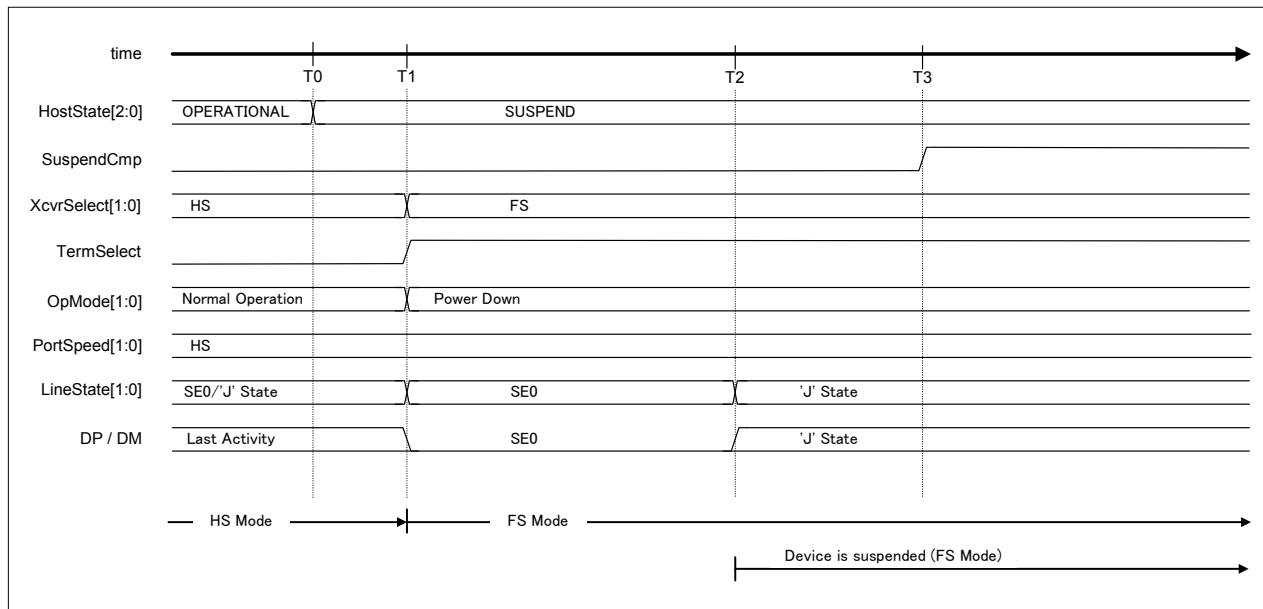 time
T0 T1 T2 T3
HostState[2:0] OPERATIONAL SUSPEND
SuspendCmp
XcvrSelect[1:0] HS FS
TermSelect
OpMode[1:0] Normal Operation Power Down
PortSpeed[1:0] HS
LineState[1:0] SE0/'J' State SE0 'J' State
DP / DM Last Activity SE0 'J' State
HS Mode FS Mode
Device is suspended (FS Mode)